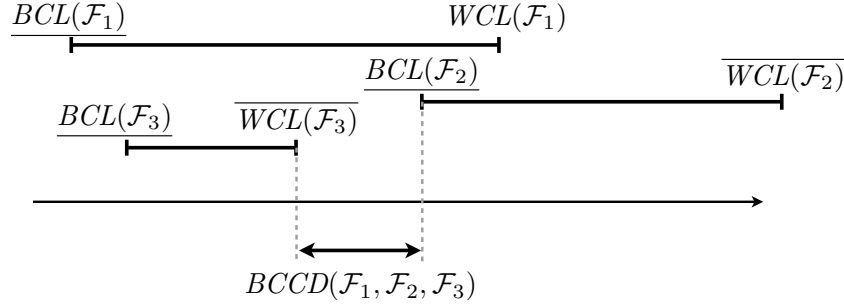 BCL(ℱ₁) WCL(ℱ₁)
BCL(ℱ₂) WCL(ℱ₂)
BCL(ℱ₃) WCL(ℱ₃)
BCCD(ℱ₁, ℱ₂, ℱ₃)